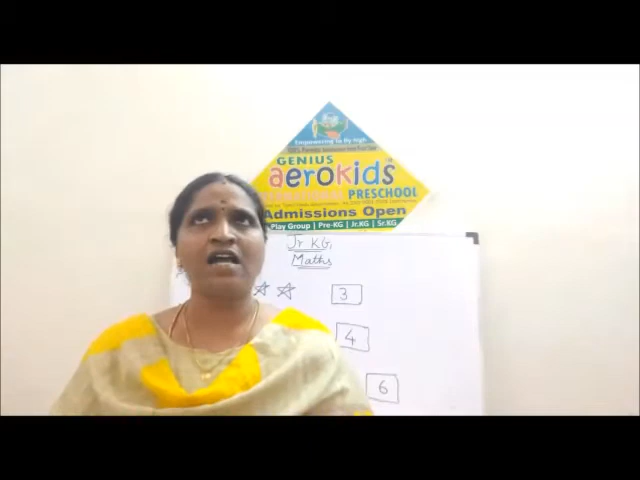 Empowering to fly high
GENIUS
aerokids
PRESCHOOL
Admissions Open
Play Group | Pre-KG | Jr.KG | Sr.KG
Jr KG,
Maths
3
4
6